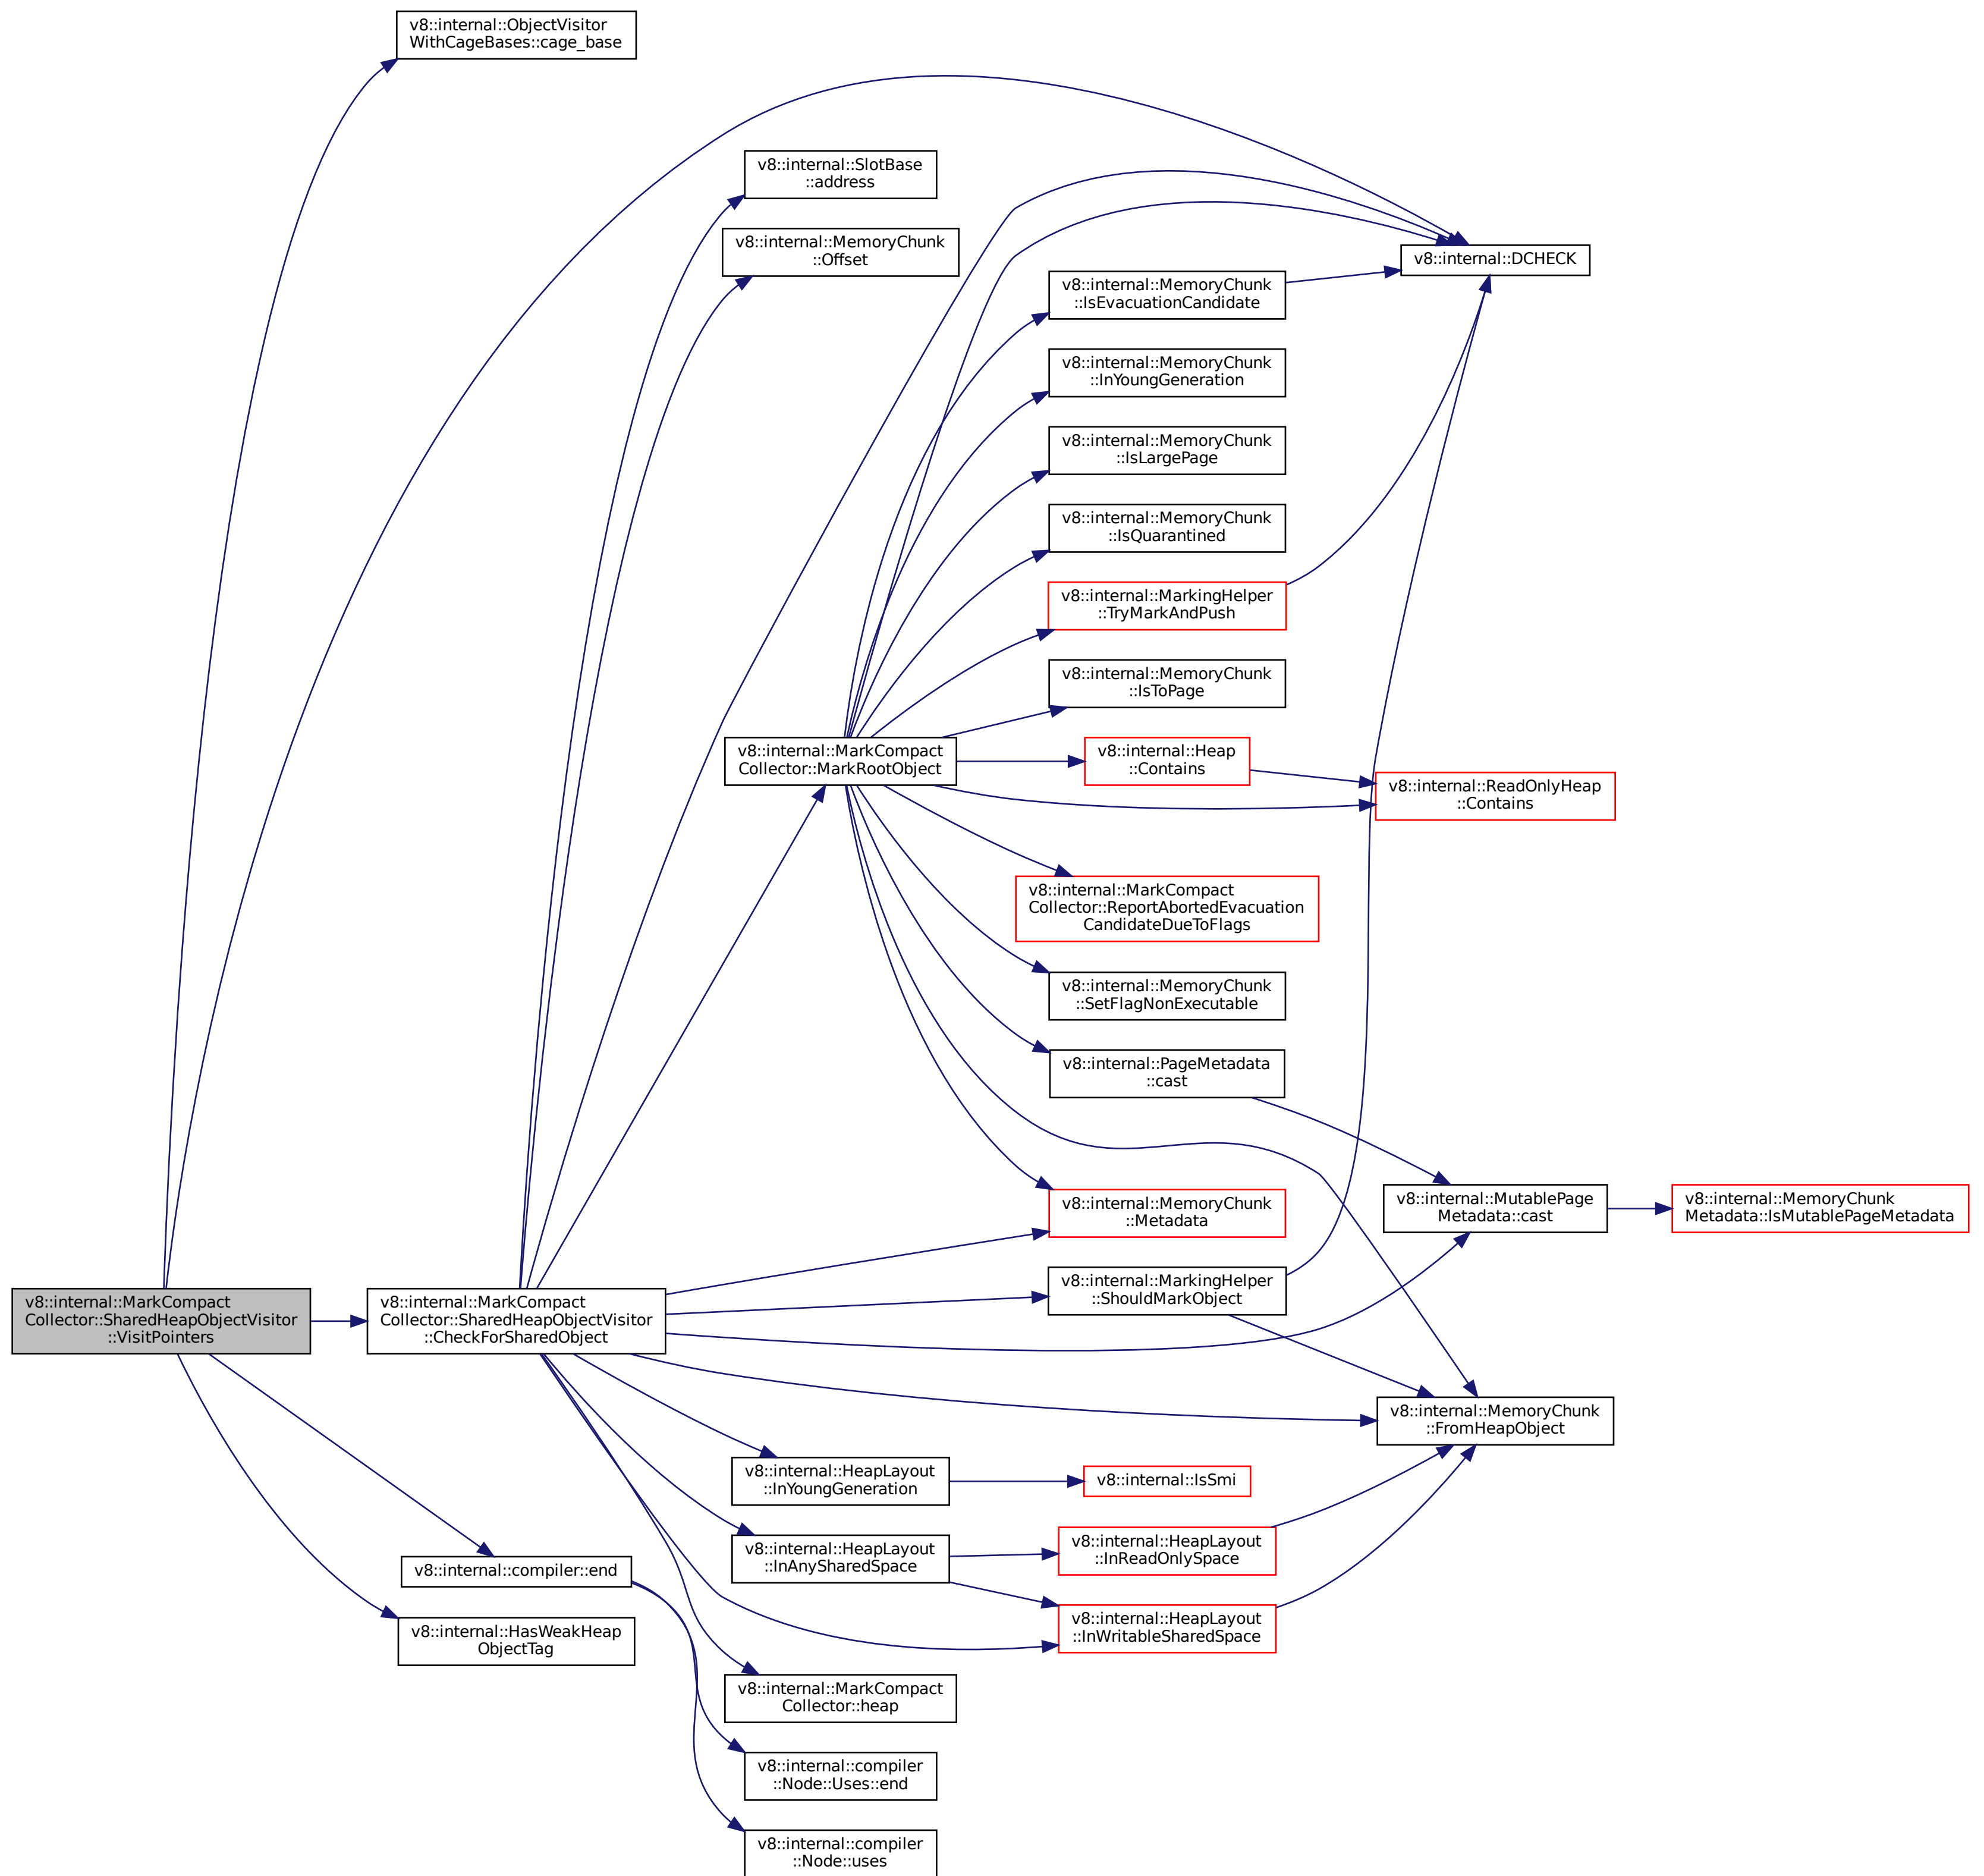 v8::internal::ObjectVisitor
WithCageBases::cage_base
v8::internal::SlotBase
::address
v8::internal::MemoryChunk
::Offset
v8::internal::DCHECK
v8::internal::MemoryChunk
::IsEvacuationCandidate
v8::internal::MemoryChunk
::InYoungGeneration
v8::internal::MemoryChunk
::IsLargePage
v8::internal::MemoryChunk
::IsQuarantined
v8::internal::MarkingHelper
::TryMarkAndPush
v8::internal::MemoryChunk
::IsToPage
v8::internal::MarkCompact
Collector::MarkRootObject
v8::internal::Heap
::Contains
v8::internal::ReadOnlyHeap
::Contains
v8::internal::MarkCompact
Collector::ReportAbortedEvacuation
CandidateDueToFlags
v8::internal::MemoryChunk
::SetFlagNonExecutable
v8::internal::PageMetadata
::cast
v8::internal::MemoryChunk
::Metadata
v8::internal::MutablePage
Metadata::cast
v8::internal::MemoryChunk
Metadata::IsMutablePageMetadata
v8::internal::MarkCompact
Collector::SharedHeapObjectVisitor
::VisitPointers
v8::internal::MarkCompact
Collector::SharedHeapObjectVisitor
::CheckForSharedObject
v8::internal::MarkingHelper
::ShouldMarkObject
v8::internal::MemoryChunk
::FromHeapObject
v8::internal::HeapLayout
::InYoungGeneration
v8::internal::IsSmi
v8::internal::HeapLayout
::InAnySharedSpace
v8::internal::HeapLayout
::InReadOnlySpace
v8::internal::compiler::end
v8::internal::HasWeakHeap
ObjectTag
v8::internal::HeapLayout
::InWritableSharedSpace
v8::internal::MarkCompact
Collector::heap
v8::internal::compiler
::Node::Uses::end
v8::internal::compiler
::Node::uses